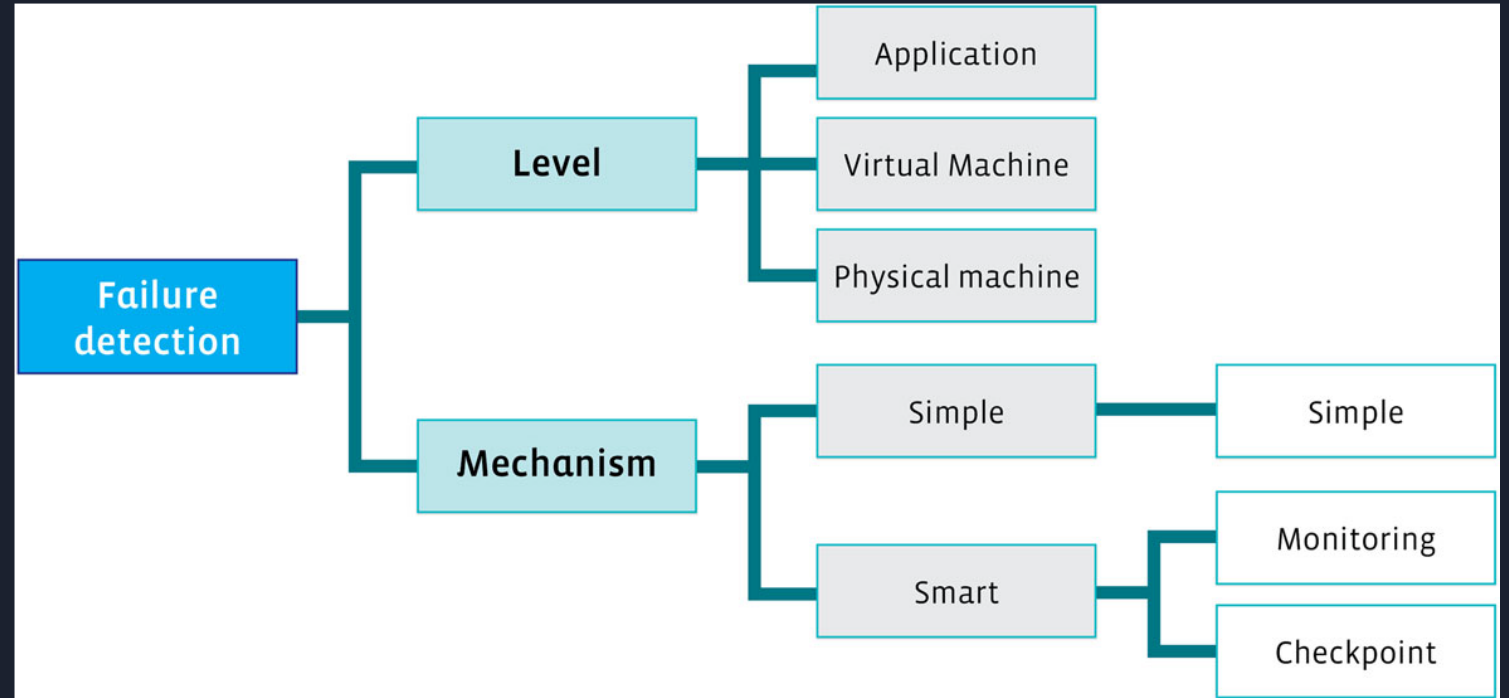 Application
Level
Virtual Machine
Physical machine
Failure
detection
Simple
Simple
Mechanism
Monitoring
Smart
Checkpoint